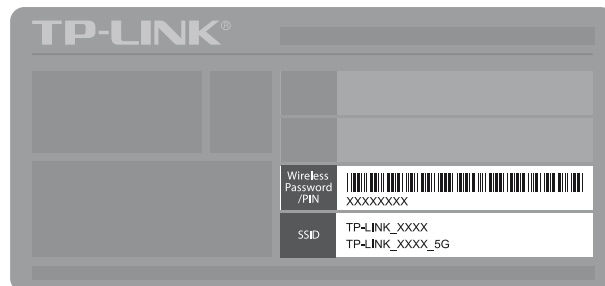 TP-LINK®
Wireless
Password
/PIN
XXXXXXXX
SSID
TP-LINK_XXXX
TP-LINK_XXXX_5G